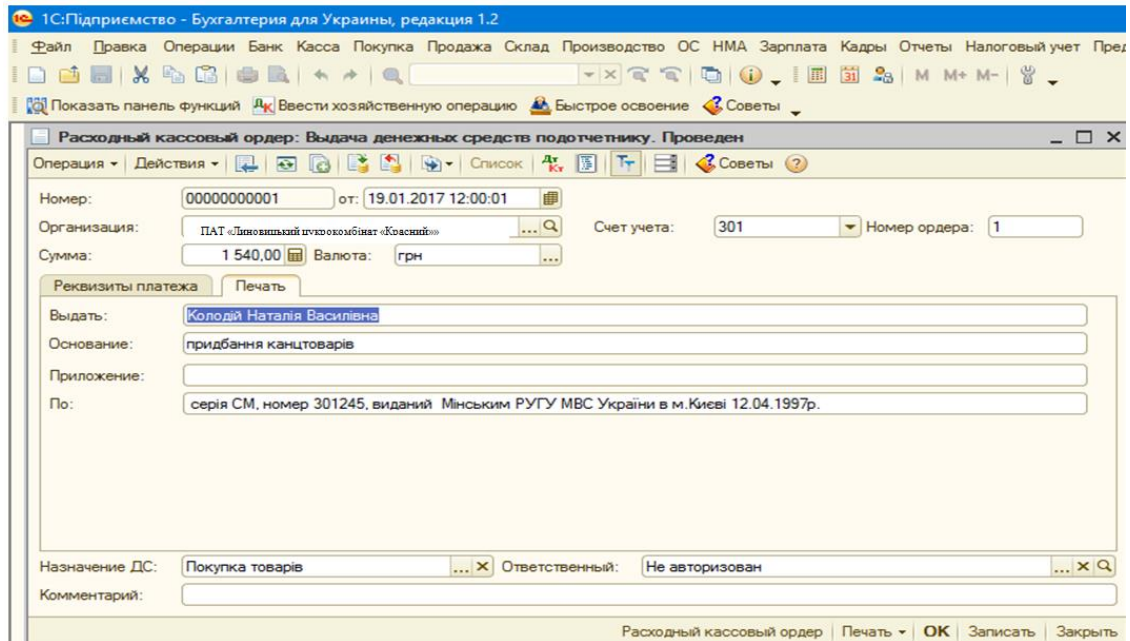 1С:Підприємство - Бухгалтерия для Украины, редакция 1.2
Файл Правка Операции Банк Касса Покупка Продажа Склад Производство ОС НМА Зарплата Кадры Отчеты Налоговый учет Пред
M M+ M-
Показать панель функций Ввести хозяйственную операцию Быстрое освоение Советы
Расходный кассовый ордер: Выдача денежных средств подотчетнику. Проведен
Операция Действия Список Советы
Номер: 00000000001 от: 19.01.2017 12:00:01
Организация: ПАТ «Линовицький цукрокомбінат «Красний»» Счет учета: 301 Номер ордера: 1
Сумма: 1 540,00 Валюта: грн
Реквизиты платежа Печать
Выдать: Колодій Наталія Василівна
Основание: придбання канцтоварів
Приложение:
По: серія СМ, номер 301245, виданий Мінським РУГУ МВС України в м.Києві 12.04.1997р.
Назначение ДС: Покупка товарів Ответственный: Не авторизован
Комментарий:
Расходный кассовый ордер Печать ОК Записать Закрыть